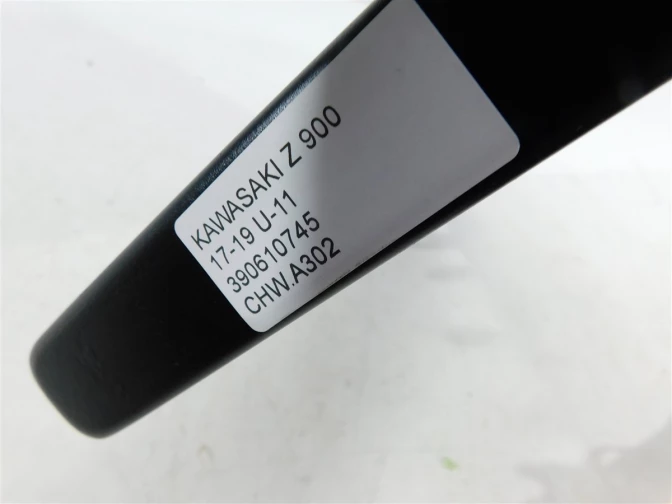 KAWASAKI Z 900
17-19 U-11
390610745
CHW.A302